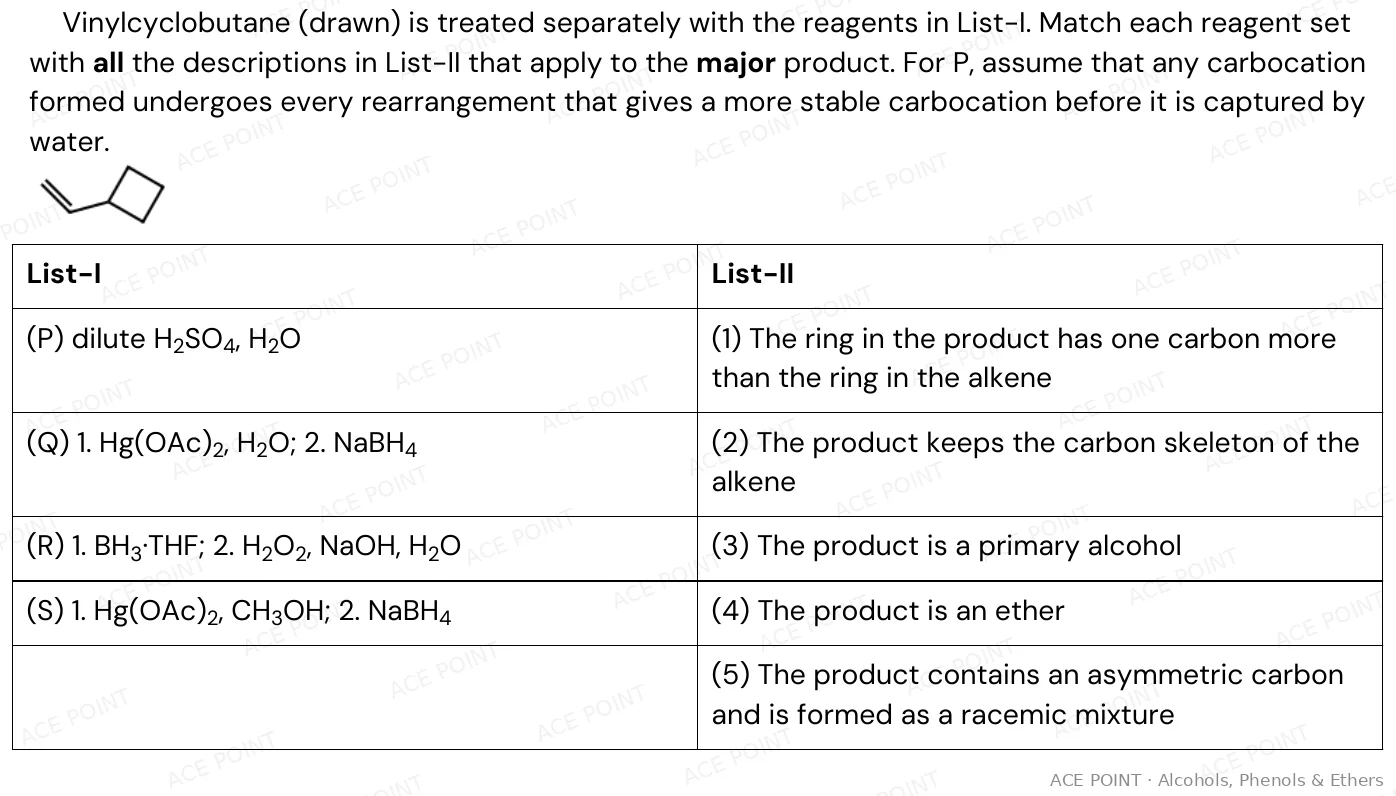 Vinylcyclobutane (drawn) is treated separately with the reagents in List-I. Match each reagent set
with all the descriptions in List-II that apply to the major product. For P, assume that any carbocation
formed undergoes every rearrangement that gives a more stable carbocation before it is captured by
water.
List-I
List-II
(P) dilute H₂SO₄, H₂O
(1) The ring in the product has one carbon more
than the ring in the alkene
(Q) 1. Hg(OAc)₂, H₂O; 2. NaBH₄
(2) The product keeps the carbon skeleton of the
alkene
(R) 1. BH₃·THF; 2. H₂O₂, NaOH, H₂O
(3) The product is a primary alcohol
(S) 1. Hg(OAc)₂, CH₃OH; 2. NaBH₄
(4) The product is an ether
(5) The product contains an asymmetric carbon
and is formed as a racemic mixture
ACE POINT · Alcohols, Phenols & Ethers